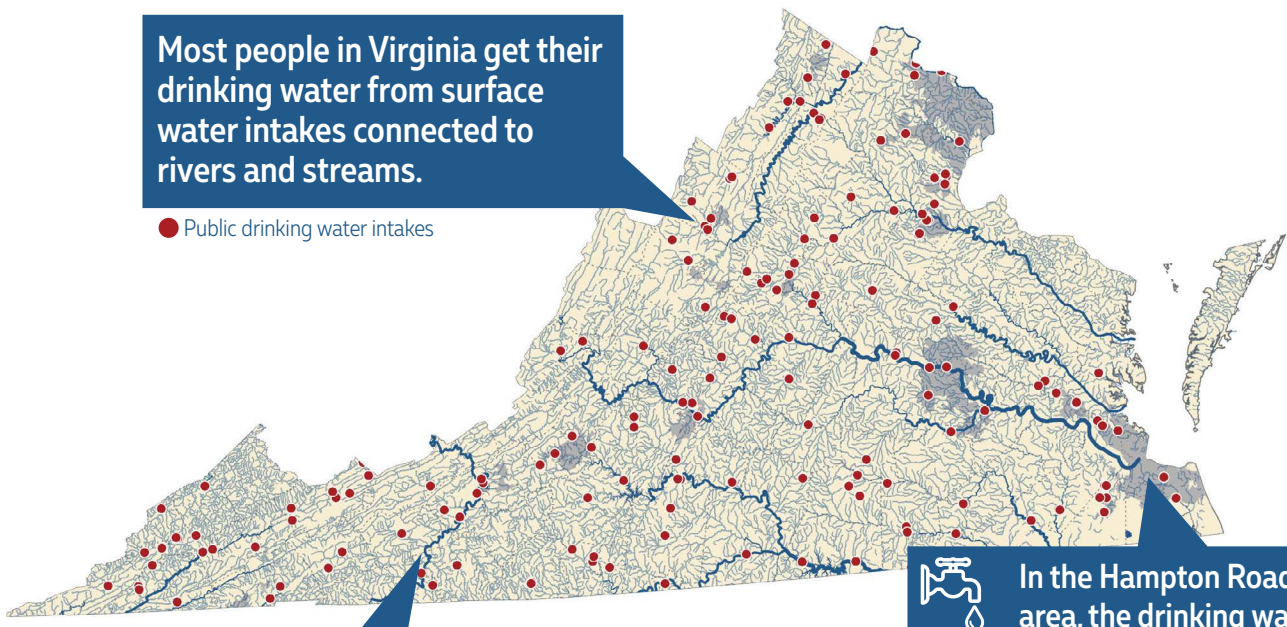 Most people in Virginia get their
drinking water from surface
water intakes connected to
rivers and streams.
Public drinking water intakes
In the Hampton Road
area, the drinking wa